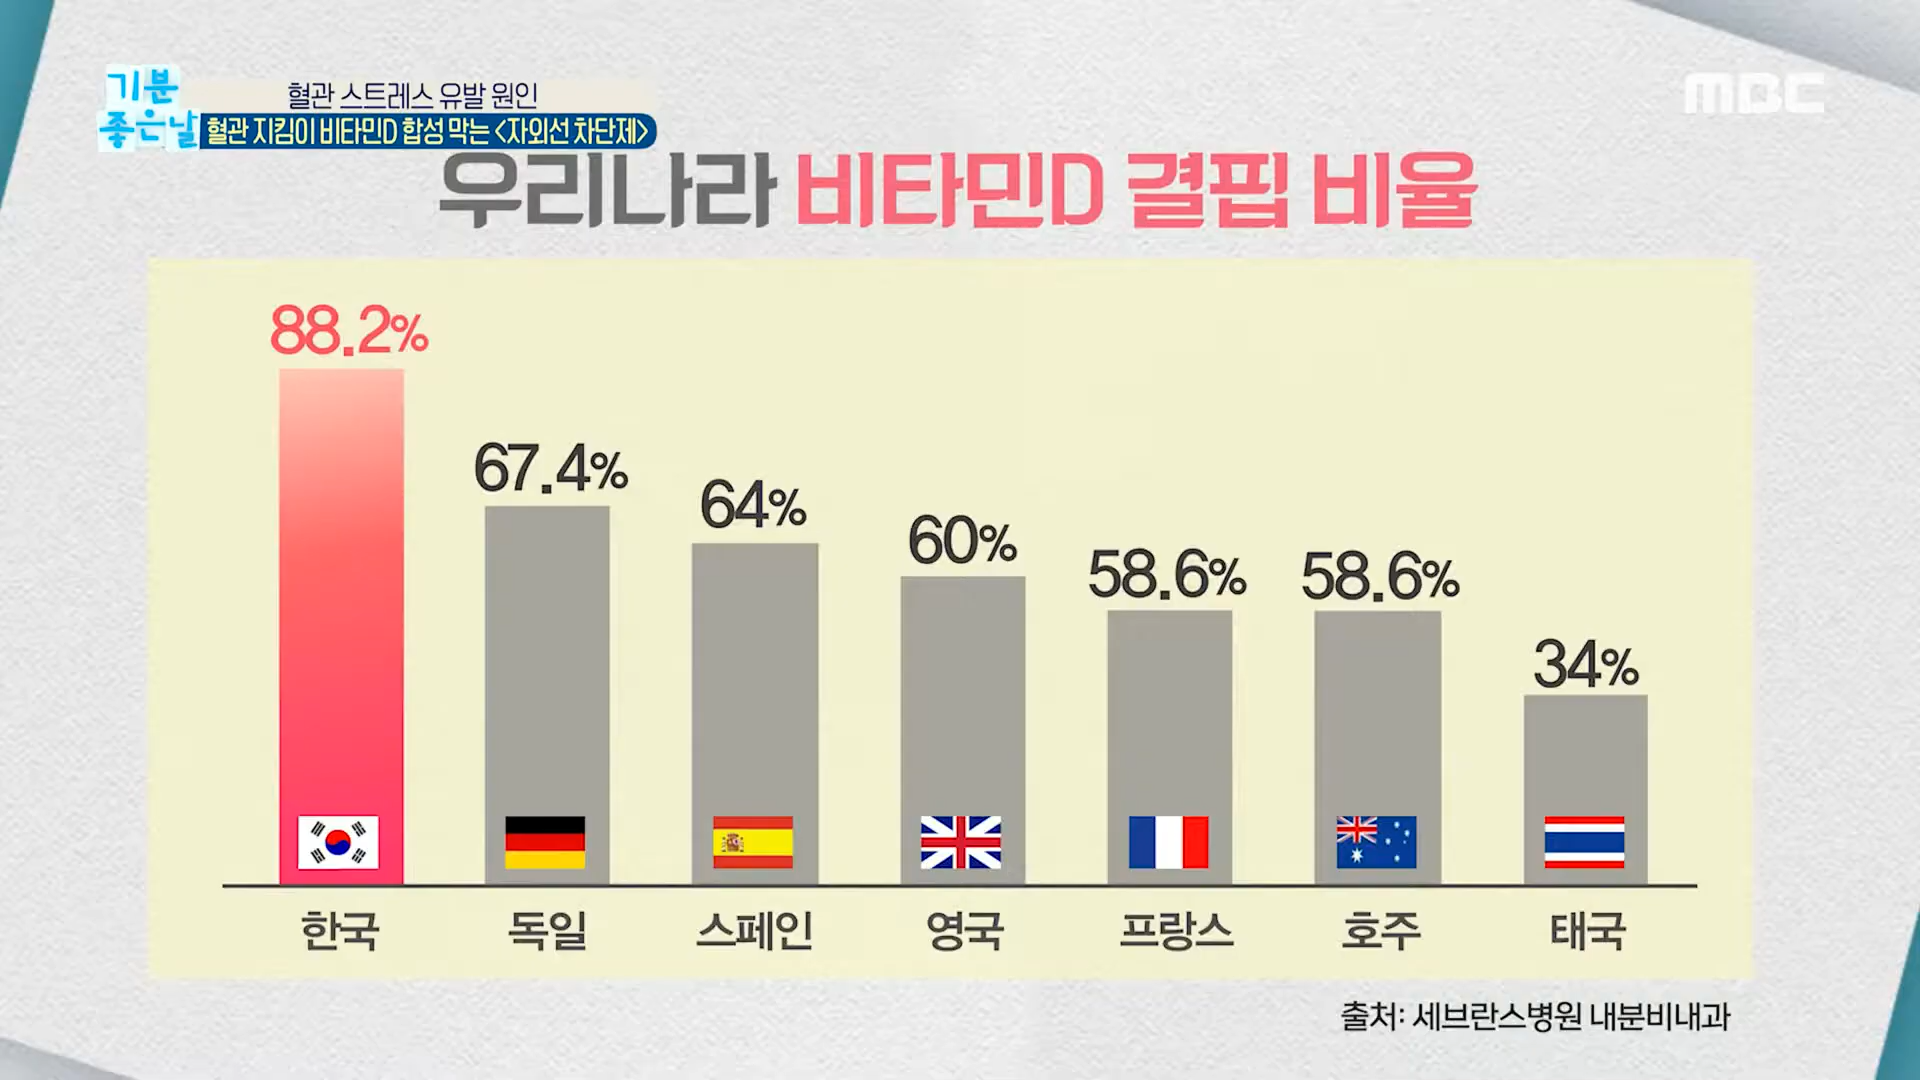 기분
좋은날
혈관 스트레스 유발 원인
혈관 지킴이 비타민D 합성 막는 <자외선 차단제>
MBC
우리나라 비타민D 결핍 비율
88.2%
67.4%
64%
60%
58.6%
58.6%
34%
한국
독일
스페인
영국
프랑스
호주
태국
출처: 세브란스병원 내분비내과